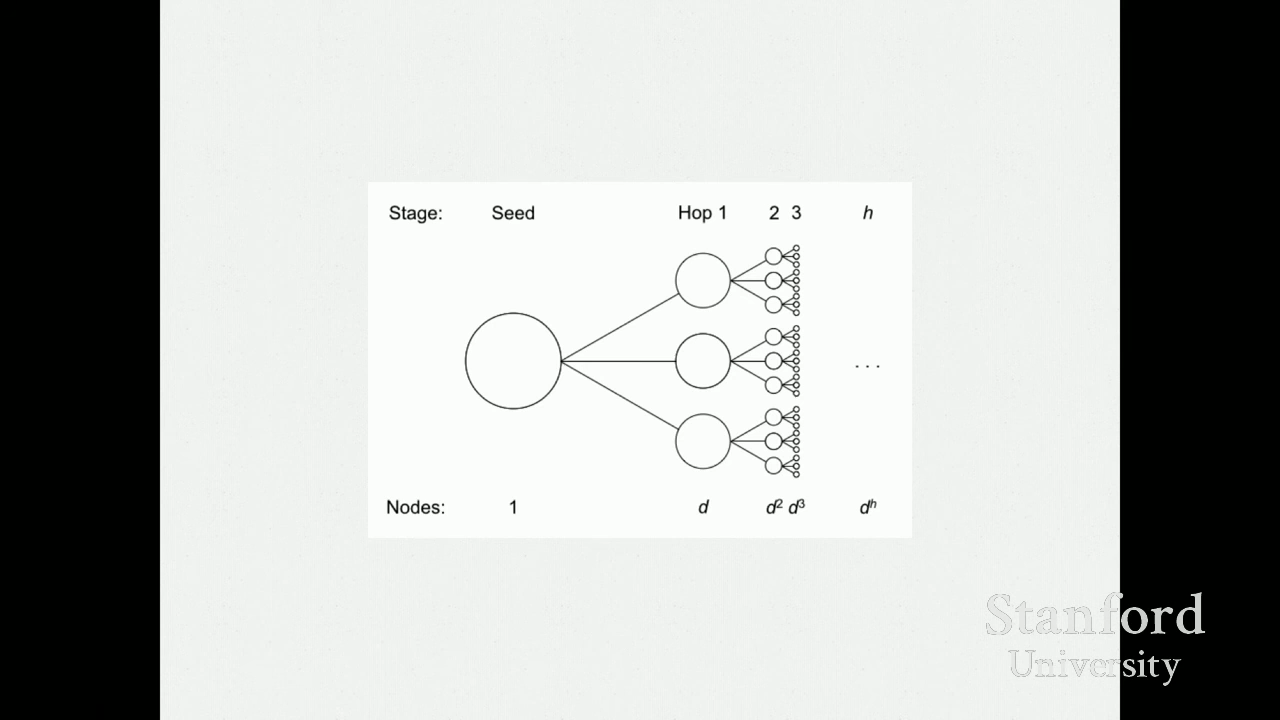 Stage: Seed Hop 1 2 3 h
. . .
Nodes: 1 d d² d³ dʰ
Stanford
University